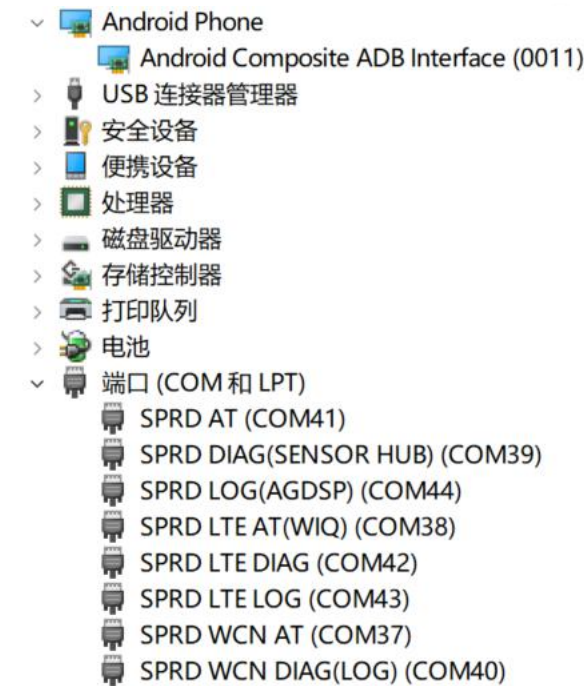 Android Phone
Android Composite ADB Interface (0011)
USB 连接器管理器
安全设备
便携设备
处理器
磁盘驱动器
存储控制器
打印队列
电池
端口 (COM 和 LPT)
SPRD AT (COM41)
SPRD DIAG(SENSOR HUB) (COM39)
SPRD LOG(AGDSP) (COM44)
SPRD LTE AT(WIQ) (COM38)
SPRD LTE DIAG (COM42)
SPRD LTE LOG (COM43)
SPRD WCN AT (COM37)
SPRD WCN DIAG(LOG) (COM40)